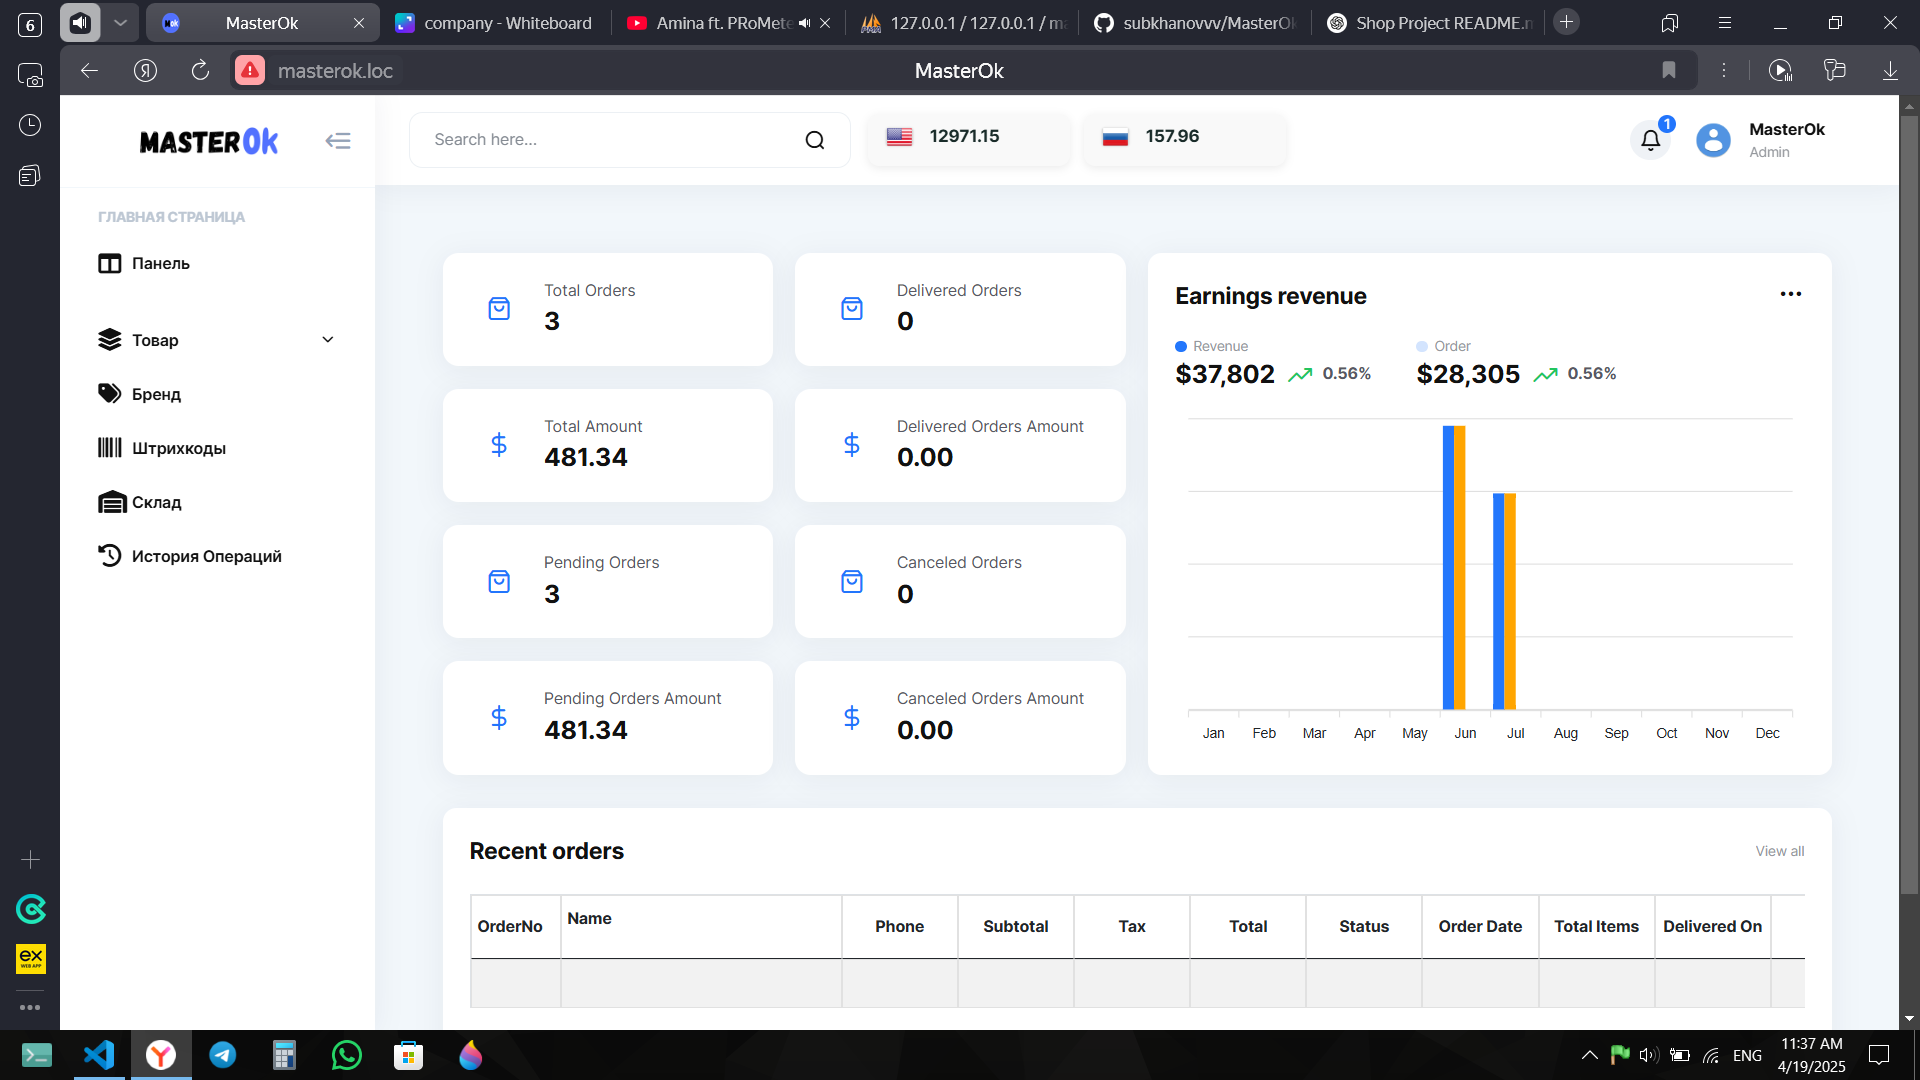 6
MasterOk
company - Whiteboard
Amina ft. PRoMete
127.0.0.1 / 127.0.0.1 / ma
subkhanovvv/MasterOk
Shop Project README.m
masterok.loc
MasterOk
MASTEROk
Search here...
12971.15
157.96
1
MasterOk
Admin
ГЛАВНАЯ СТРАНИЦА
Панель
Товар
Бренд
Штрихкоды
Склад
История Операций
Total Orders
3
Delivered Orders
0
Total Amount
481.34
Delivered Orders Amount
0.00
Pending Orders
3
Canceled Orders
0
Pending Orders Amount
481.34
Canceled Orders Amount
0.00
Earnings revenue
Revenue
$37,802 0.56%
Order
$28,305 0.56%
Jan Feb Mar Apr May Jun Jul Aug Sep Oct Nov Dec
Recent orders
View all
OrderNo Name Phone Subtotal Tax Total Status Order Date Total Items Delivered On
ex
WEB APP
ENG
11:37 AM
4/19/2025